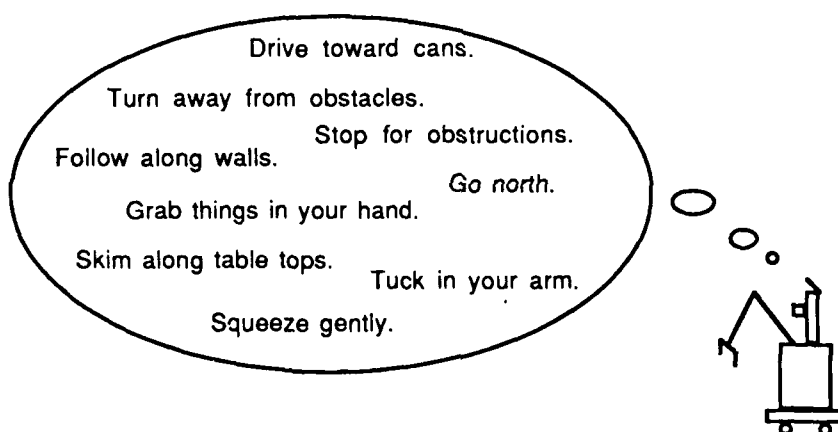 Drive toward cans.
Turn away from obstacles.
Stop for obstructions.
Follow along walls.
Go north.
Grab things in your hand.
Skim along table tops.
Tuck in your arm.
Squeeze gently.